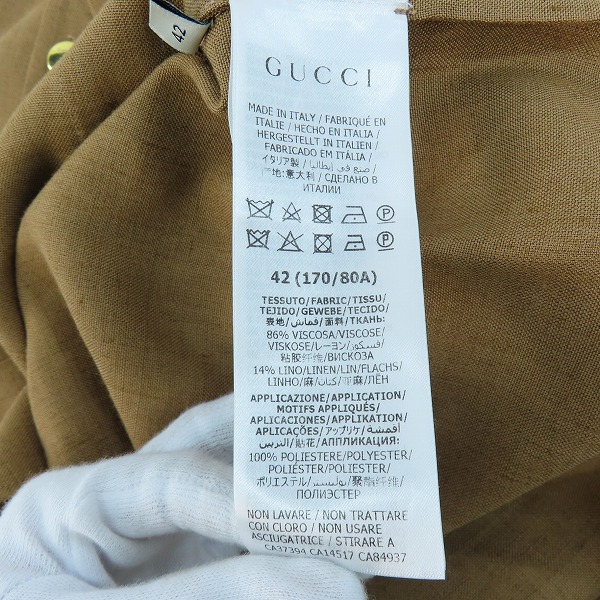 42
GUCCI
MADE IN ITALY / FABRIQUÉ EN
ITALIE / HECHO EN ITALIA /
HERGESTELLT IN ITALIEN /
FABRICADO EM ITÁLIA /
イタリア製 / صنع في إيطاليا /
产地:意大利 / СДЕЛАНО В
ИТАЛИИ
42 (170/80A)
TESSUTO/FABRIC/TISSU/
TEJIDO/GEWEBE/TECIDO/
表地/قماش/面料/ТКАНЬ:
86% VISCOSA/VISCOSE/
VISKOSE/レーヨン/فسكوز/
粘胶纤维/ВИСКОЗА
14% LINO/LINEN/LIN/FLACHS/
LINHO/麻/كتان/亚麻/ЛЁН
APPLICAZIONE/APPLICATION/
MOTIFS APPLIQUÉS/
APLICACIONES/APPLIKATION/
APLICAÇÕES/アップリケ/أقمشة
التزيين/贴花/АППЛИКАЦИЯ:
100% POLIESTERE/POLYESTER/
POLIÉSTER/POLIÉSTER/
ポリエステル/بوليستير/聚酯纤维/
ПОЛИЭСТЕР
NON LAVARE / NON TRATTARE
CON CLORO / NON USARE
ASCIUGATRICE / STIRARE A
CA37394 CA14517 CA84937